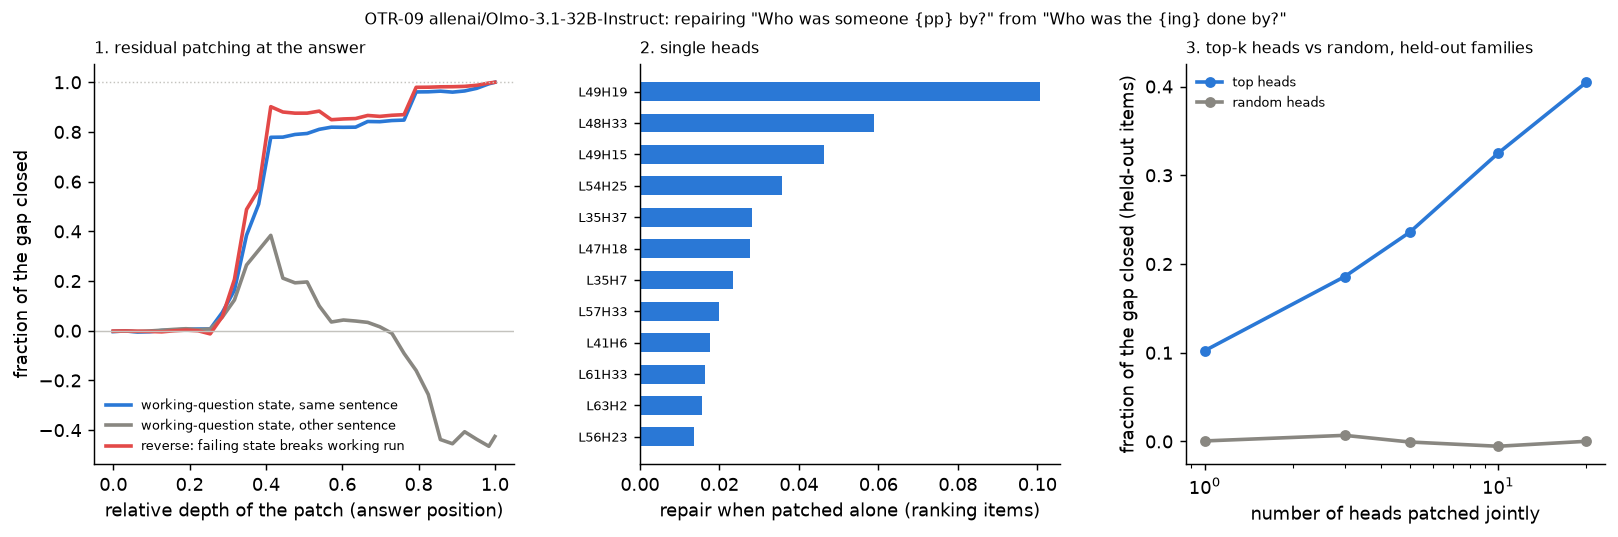 OTR-09 allenai/Olmo-3.1-32B-Instruct: repairing "Who was someone {pp} by?" from "Who was the {ing} done by?"
1. residual patching at the answer
fraction of the gap closed
1.0
0.8
0.6
0.4
0.2
0.0
−0.2
−0.4
working-question state, same sentence
working-question state, other sentence
reverse: failing state breaks working run
0.0 0.2 0.4 0.6 0.8 1.0
relative depth of the patch (answer position)
2. single heads
L49H19
L48H33
L49H15
L54H25
L35H37
L47H18
L35H7
L57H33
L41H6
L61H33
L63H2
L56H23
0.00 0.02 0.04 0.06 0.08 0.10
repair when patched alone (ranking items)
3. top-k heads vs random, held-out families
fraction of the gap closed (held-out items)
top heads
random heads
0.4
0.3
0.2
0.1
0.0
10⁰ 10¹
number of heads patched jointly